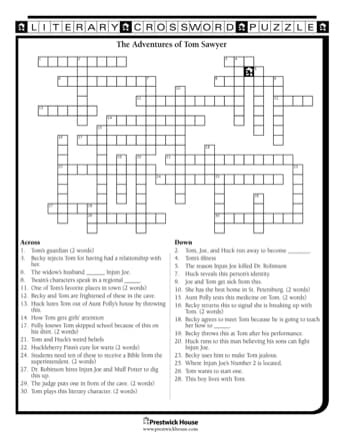 LITERARY CROSSWORD PUZZLE
The Adventures of Tom Sawyer
Across
1. Tom's guardian (2 words)
3. Becky rejects Tom for having had a relationship with
her.
6. The widow's husband ______ Injun Joe.
8. Twain's characters speak in a regional ______.
11. One of Tom's favorite places in town (2 words)
12. Becky and Tom are frightened of these in the cave.
13. Huck lures Tom out of Aunt Polly's house by throwing
this.
14. How Tom gets girls' attention
17. Polly knows Tom skipped school because of this on
his shirt. (2 words)
21. Tom and Huck's weird beliefs
22. Huckleberry Finn's cure for warts (2 words)
24. Students need ten of these to receive a Bible from the
superintendent. (2 words)
27. Dr. Robinson hires Injun Joe and Muff Potter to dig
this up.
29. The judge puts one in front of the cave. (2 words)
30. Tom plays this literary character. (2 words)
Down
2. Tom, Joe, and Huck run away to become ______.
4. Tom's illness
5. The reason Injun Joe killed Dr. Robinson
7. Huck reveals this person's identity.
9. Joe and Tom get sick from this.
10. She has the best home in St. Petersburg. (2 words)
15. Aunt Polly tests this medicine on Tom. (2 words)
16. Becky returns this to signal she is breaking up with
Tom. (2 words)
18. Becky agrees to meet Tom because he is going to teach
her how to ______.
19. Becky throws this at Tom after his performance.
20. Huck runs to this man believing his sons can fight
Injun Joe.
23. Becky uses him to make Tom jealous.
25. Where Injun Joe's Number 2 is located.
26. Tom wants to start one.
28. This boy lives with Tom.
Prestwick House
www.prestwickhouse.com